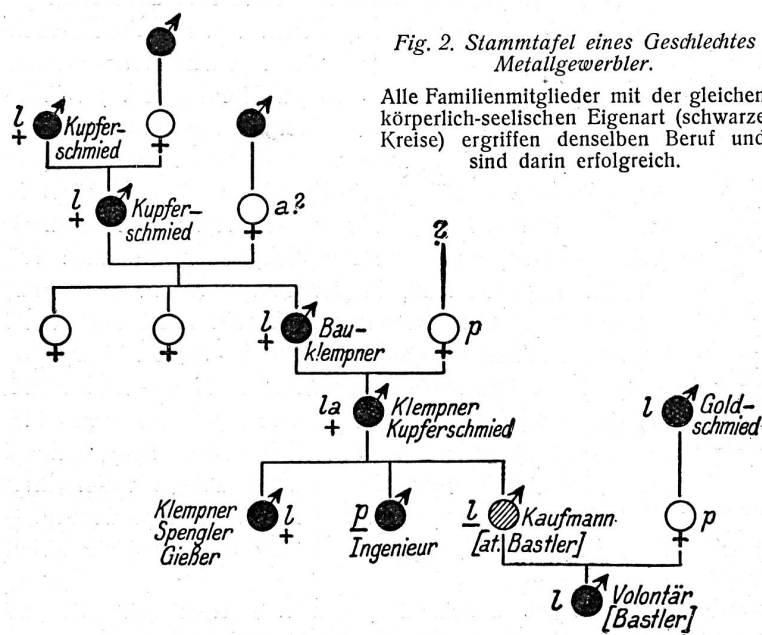 Fig. 2. Stammtafel eines Geschlechtes
Metallgewerbler.
Alle Familienmitglieder mit der gleichen
körperlich-seelischen Eigenart (schwarze
Kreise) ergriffen denselben Beruf und
sind darin erfolgreich.
l
+
Kupfer-
schmied
l
+
Kupfer-
schmied
a?
?
l
+
Bau-
klempner
p
la
+
Klempner
Kupferschmied
l
Gold-
schmied
Klempner
Spengler
Gießer
l
+
p
Ingenieur
l
Kaufmann
[at. Bastler]
p
l
Volontär
[Bastler]